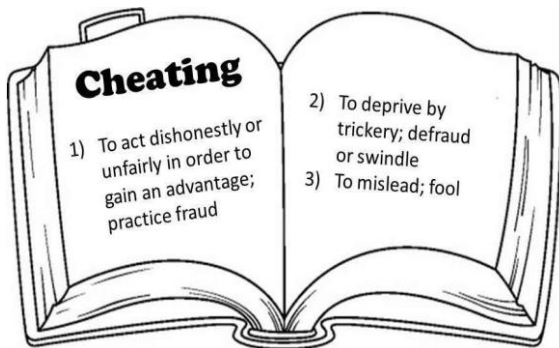 Cheating
1) To act dishonestly or
unfairly in order to
gain an advantage;
practice fraud
2) To deprive by
trickery; defraud
or swindle
3) To mislead; fool